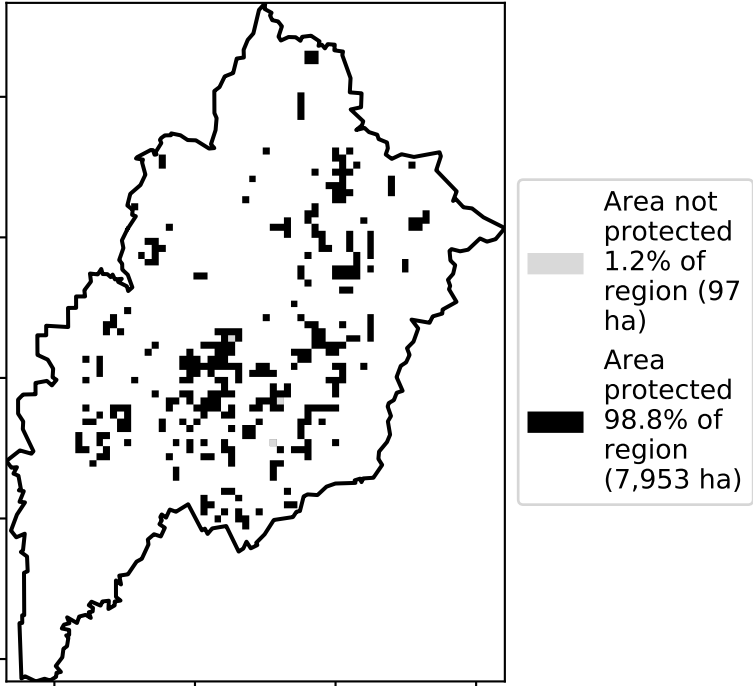 Area not
protected
1.2% of
region (97
ha)
Area
protected
98.8% of
region
(7,953 ha)